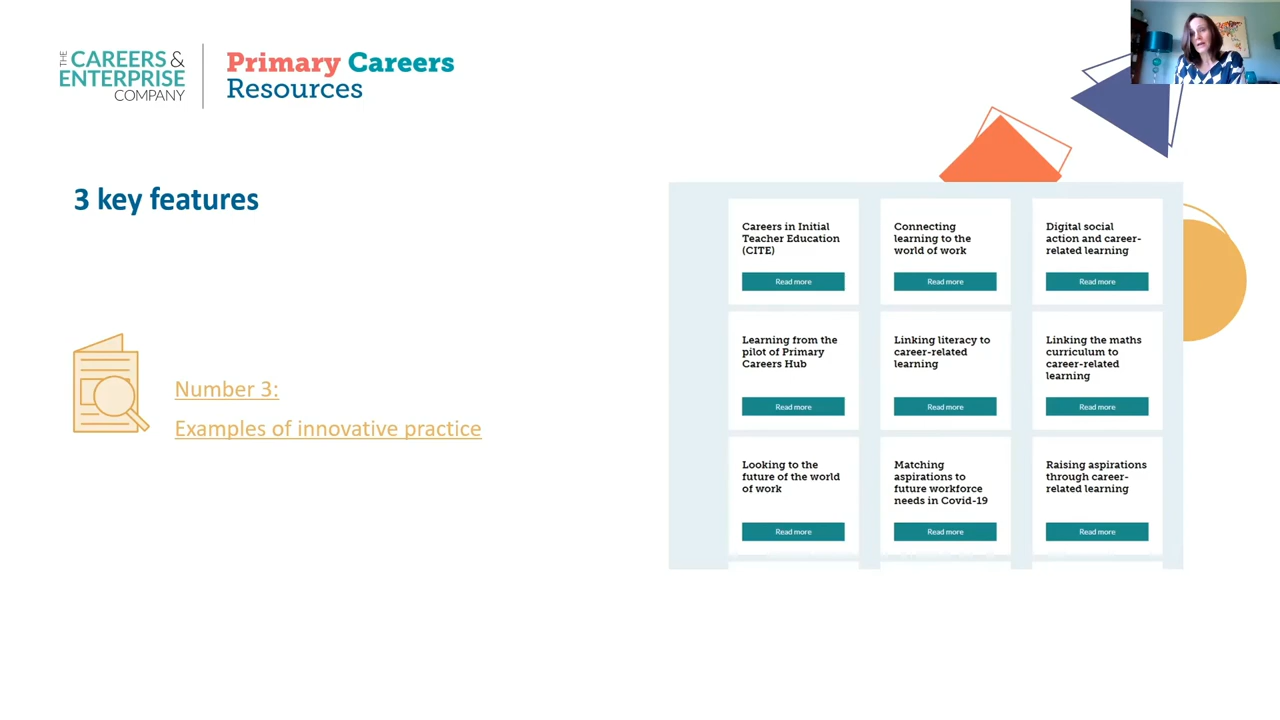 THE
CAREERS &
ENTERPRISE
COMPANY
Primary Careers
Resources
3 key features
Number 3:
Examples of innovative practice
Careers in Initial
Teacher Education
(CITE)
Read more
Connecting
learning to the
world of work
Read more
Digital social
action and career-
related learning
Read more
Learning from the
pilot of Primary
Careers Hub
Read more
Linking literacy to
career-related
learning
Read more
Linking the maths
curriculum to
career-related
learning
Read more
Looking to the
future of the world
of work
Read more
Matching
aspirations to
future workforce
needs in Covid-19
Read more
Raising aspirations
through career-
related learning
Read more